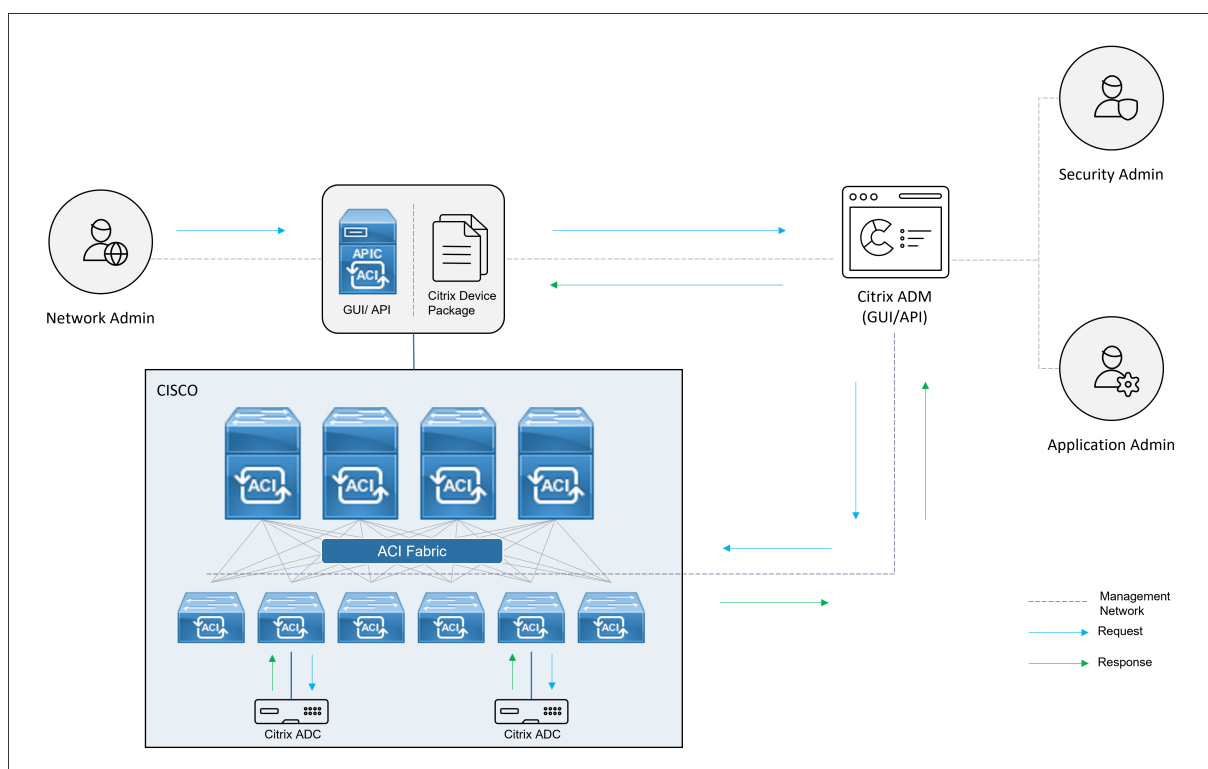 Security Admin
Network Admin
APIC
ACI
GUI/ API
Citrix Device
Package
Citrix ADM
(GUI/API)
Application Admin
CISCO
ACI
ACI
ACI
ACI
ACI Fabric
ACI
ACI
ACI
ACI
ACI
ACI
Citrix ADC
Citrix ADC
Management
Network
Request
Response